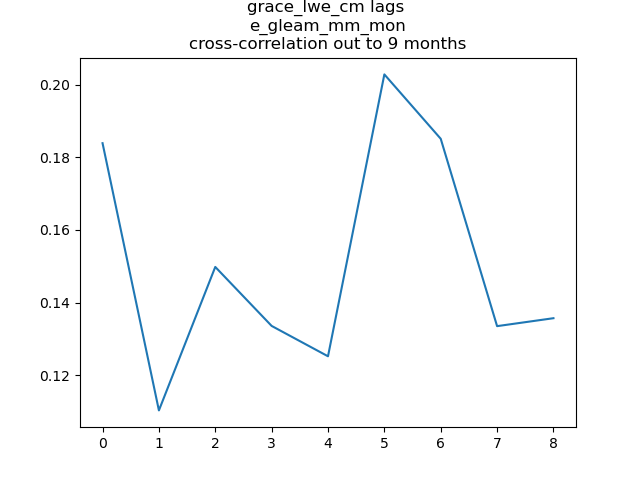 grace_lwe_cm lags
e_gleam_mm_mon
cross-correlation out to 9 months
0.20
0.18
0.16
0.14
0.12
0 1 2 3 4 5 6 7 8